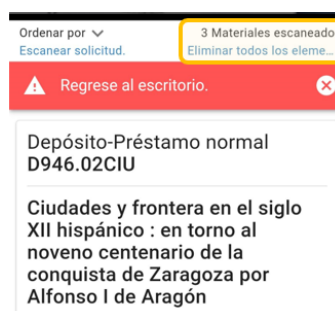 Ordenar por
3 Materiales escaneado
Escanear solicitud.
Eliminar todos los eleme...
Regrese al escritorio.
Depósito-Préstamo normal
D946.02CIU
Ciudades y frontera en el siglo
XII hispánico : en torno al
noveno centenario de la
conquista de Zaragoza por
Alfonso I de Aragón